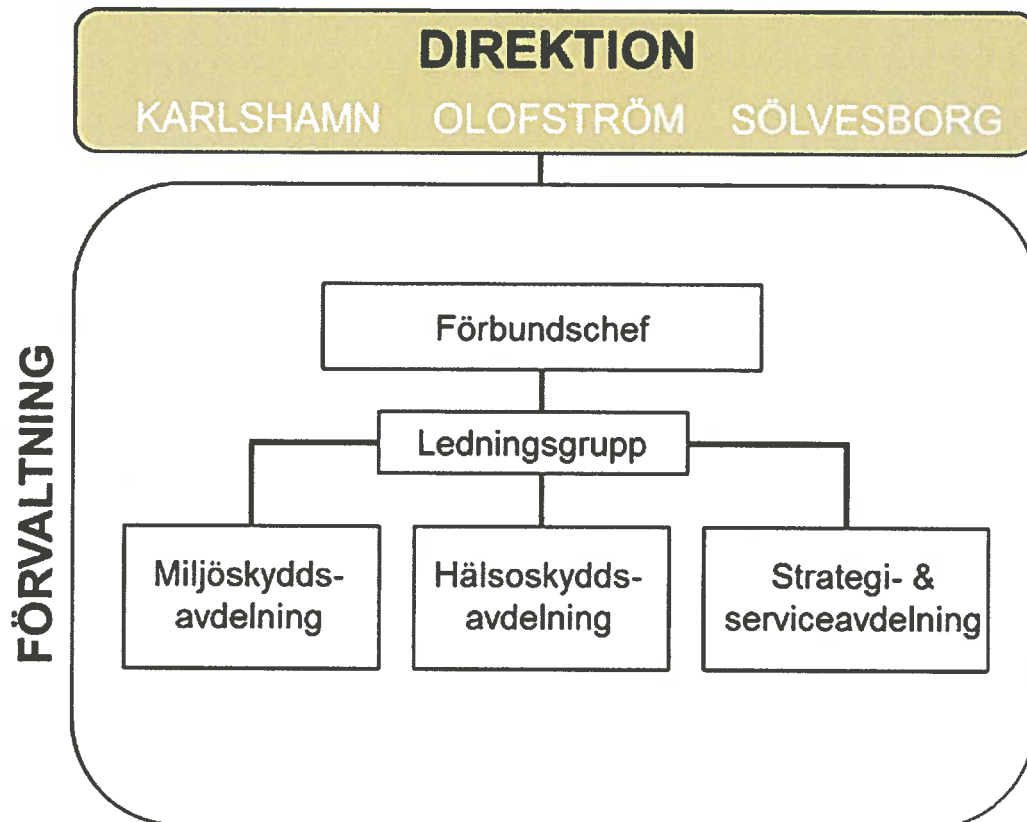 DIREKTION
KARLSHAMN OLOFSTRÖM SÖLVESBORG
FÖRVALTNING
Förbundschef
Ledningsgrupp
Miljöskydds-
avdelning
Hälsoskydds-
avdelning
Strategi- &
serviceavdelning